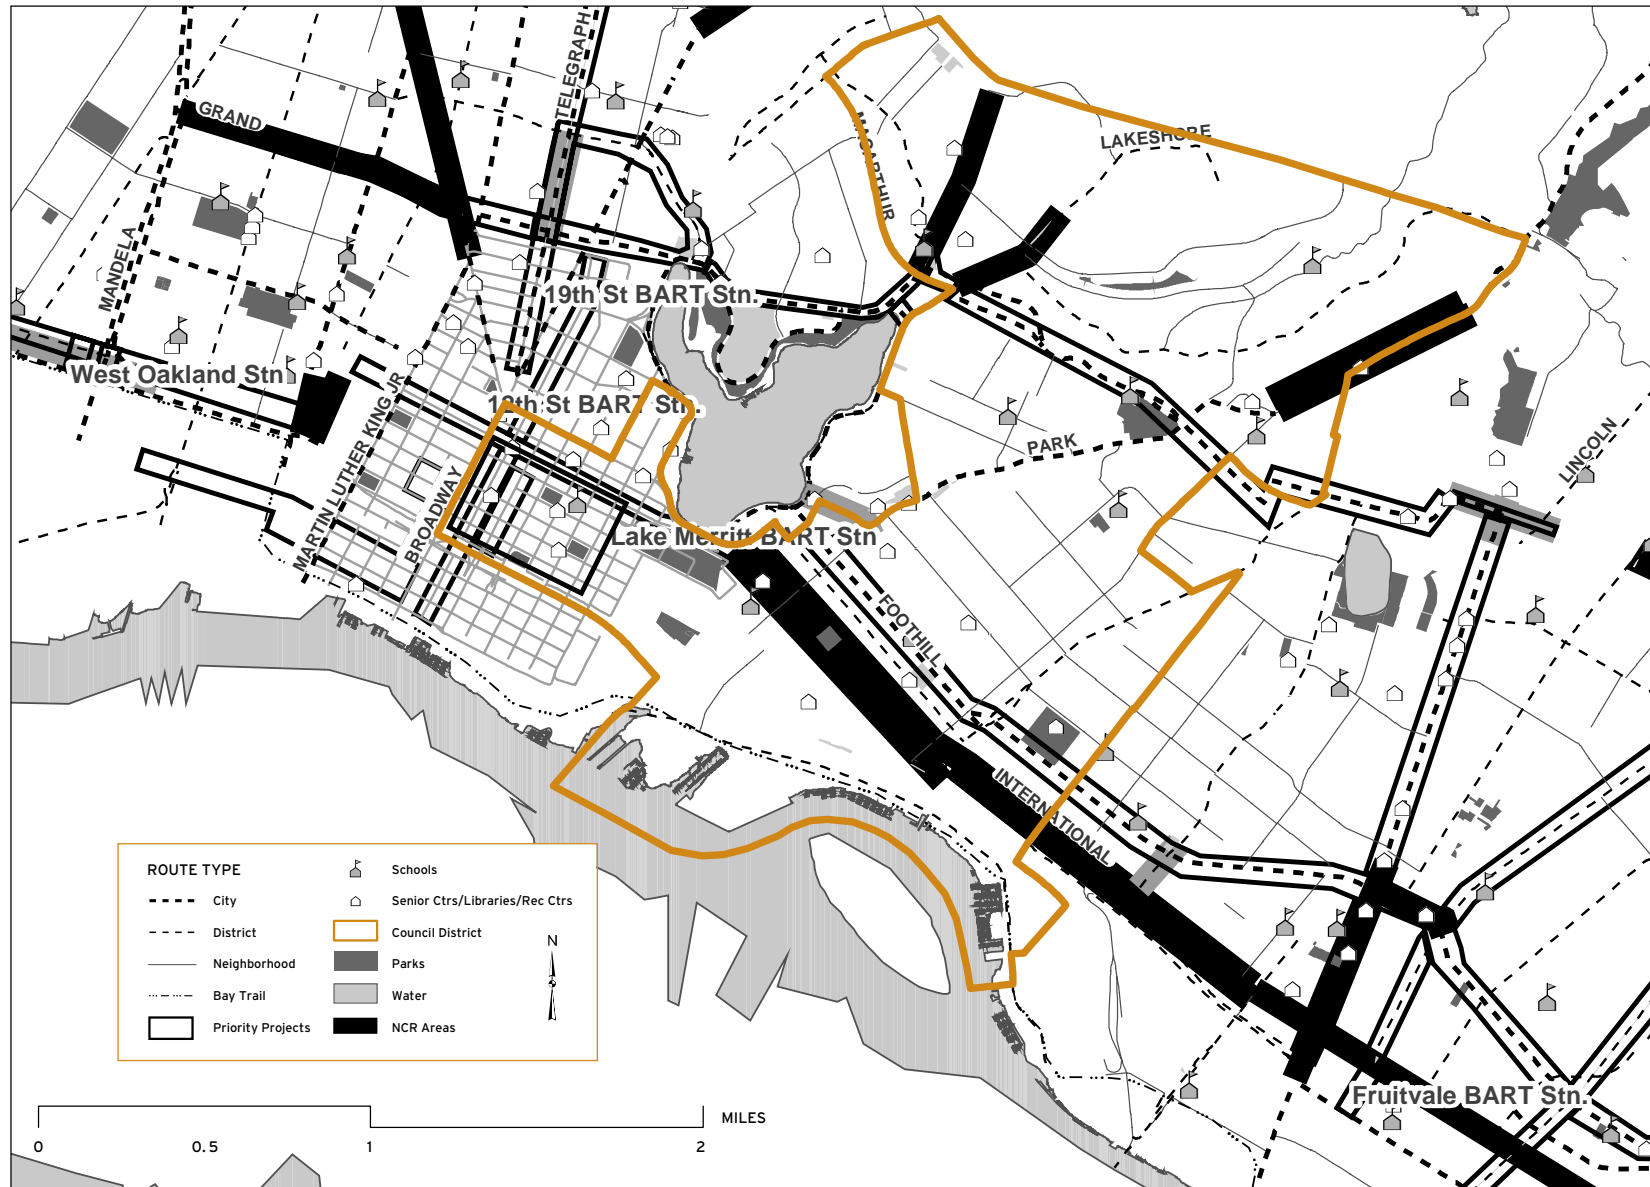 TELEGRAPH
GRAND
MACARTHUR
LAKESHORE
MANDELA
19th St BART Stn.
West Oakland Stn
12th St BART Stn.
MARTIN LUTHER KING JR
BROADWAY
PARK
LINCOLN
Lake Merritt BART Stn
FOOTHILL
INTERNATIONAL
Fruitvale BART Stn.
ROUTE TYPE
City
District
Neighborhood
Bay Trail
Priority Projects
Schools
Senior Ctrs/Libraries/Rec Ctrs
Council District
Parks
Water
NCR Areas
N
MILES
0
0.5
1
2